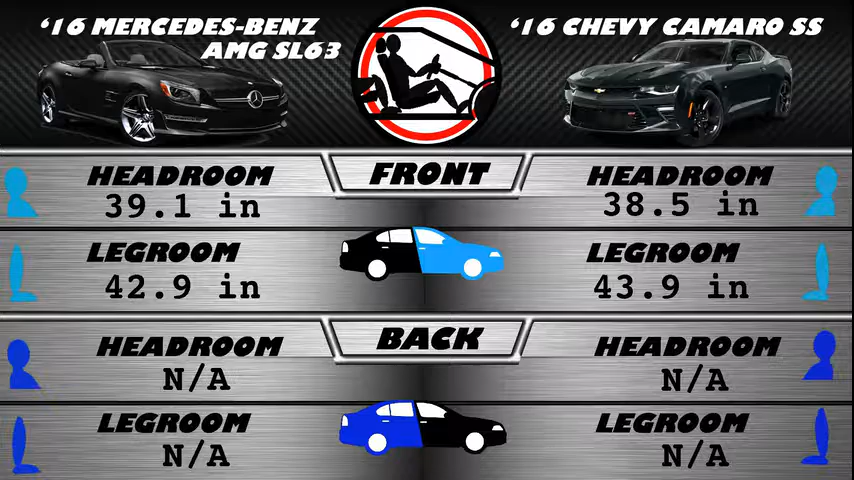 ‘16 MERCEDES-BENZ
AMG SL63
‘16 CHEVY CAMARO SS
FRONT
HEADROOM
39.1 in
HEADROOM
38.5 in
LEGROOM
42.9 in
LEGROOM
43.9 in
BACK
HEADROOM
N/A
HEADROOM
N/A
LEGROOM
N/A
LEGROOM
N/A